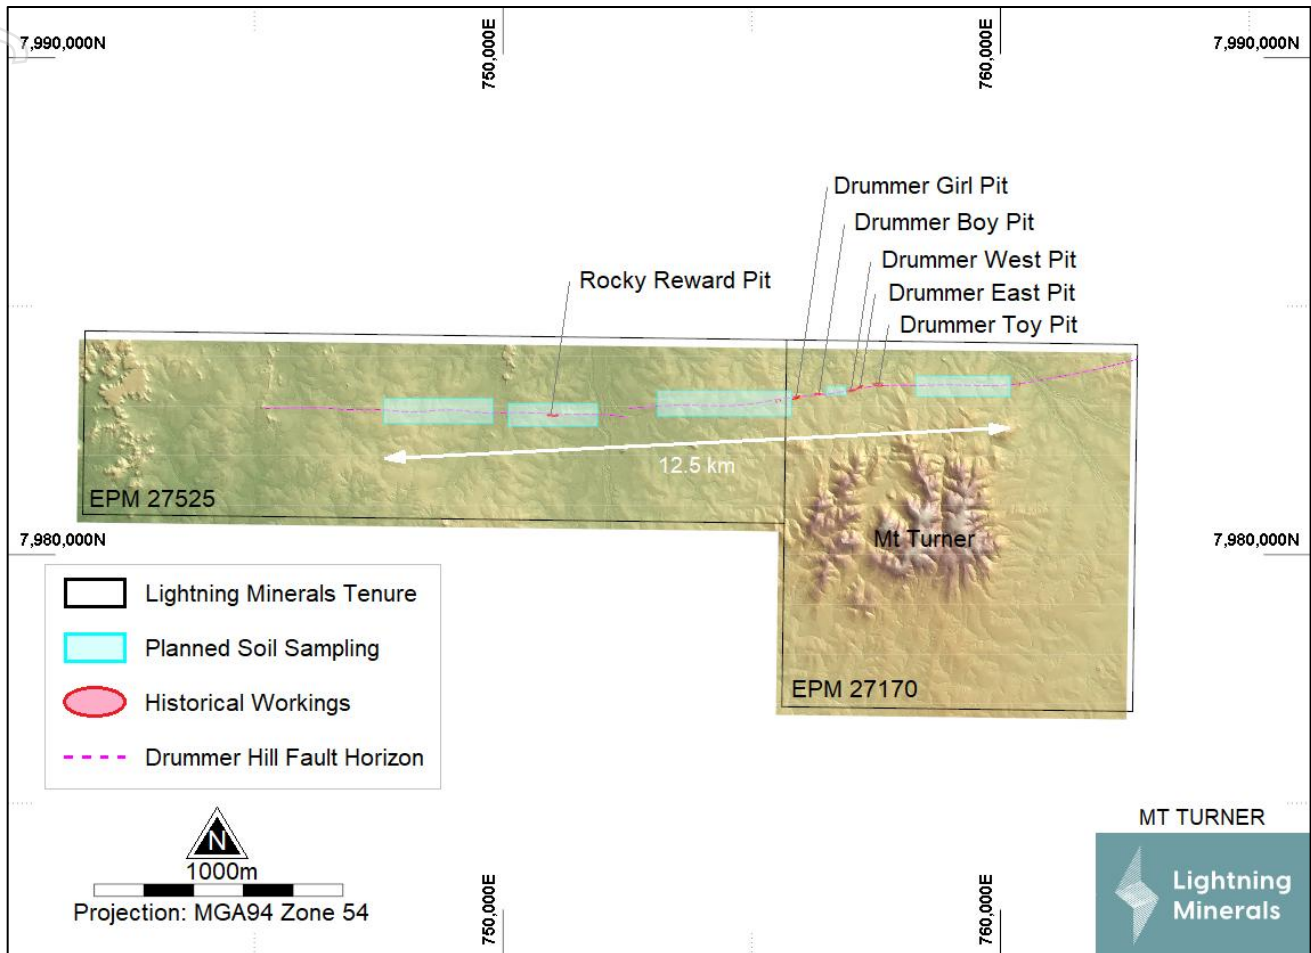 750,000E
760,000E
7,990,000N
7,990,000N
Drummer Girl Pit
Drummer Boy Pit
Drummer West Pit
Rocky Reward Pit
Drummer East Pit
Drummer Toy Pit
12.5 km
EPM 27525
Mt Turner
7,980,000N
7,980,000N
Lightning Minerals Tenure
Planned Soil Sampling
Historical Workings
Drummer Hill Fault Horizon
EPM 27170
N
1000m
Projection: MGA94 Zone 54
750,000E
760,000E
MT TURNER
Lightning
Minerals